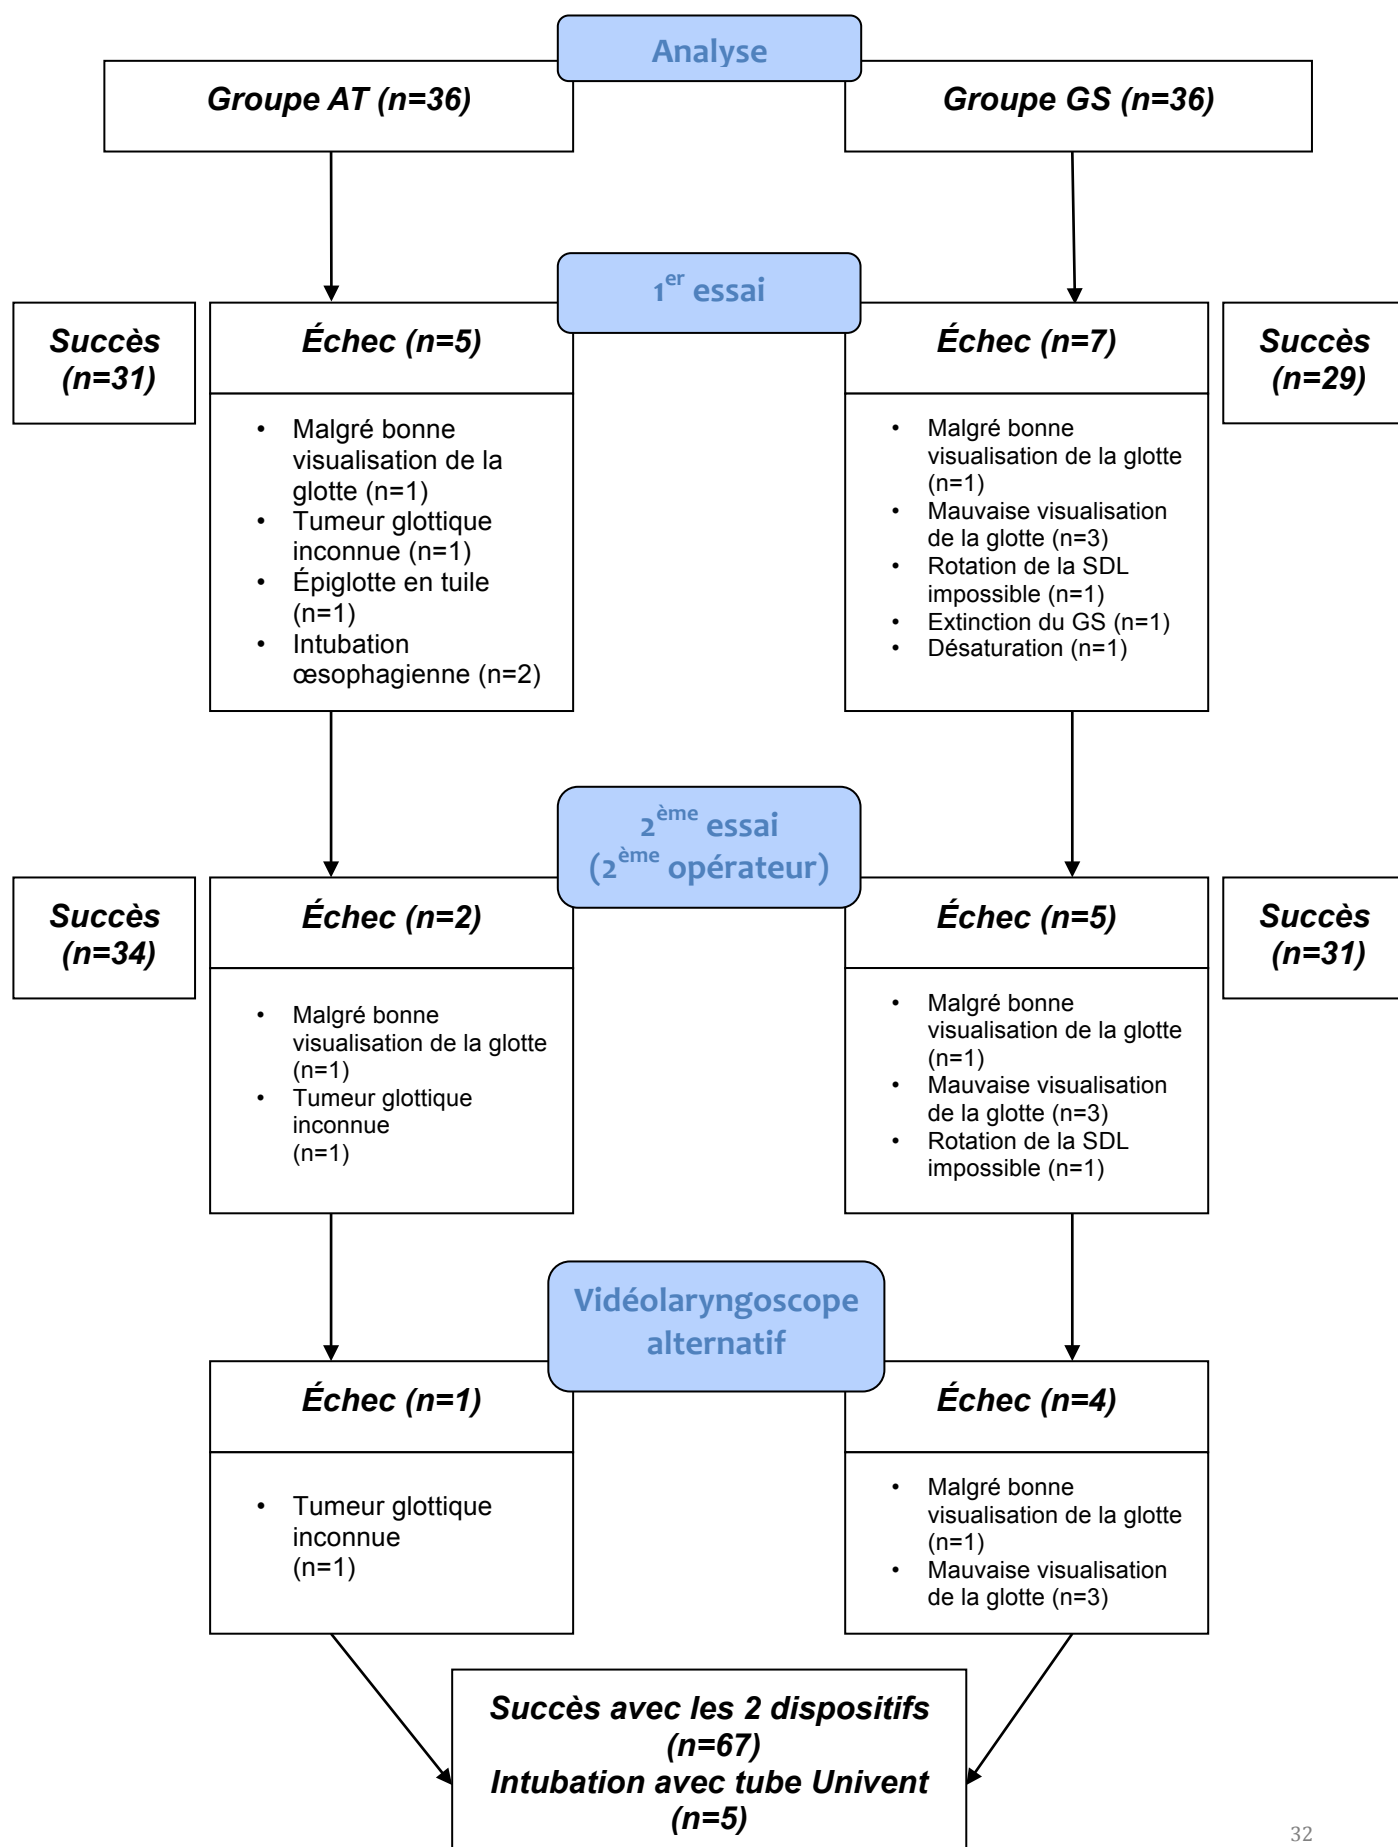 Analyse
Groupe AT (n=36)
Groupe GS (n=36)
1er essai
Succès
(n=31)
Échec (n=5)
• Malgré bonne
visualisation de la
glotte (n=1)
• Tumeur glottique
inconnue (n=1)
• Épiglotte en tuile
(n=1)
• Intubation
œsophagienne (n=2)
Échec (n=7)
• Malgré bonne
visualisation de la glotte
(n=1)
• Mauvaise visualisation
de la glotte (n=3)
• Rotation de la SDL
impossible (n=1)
• Extinction du GS (n=1)
• Désaturation (n=1)
Succès
(n=29)
2ème essai
(2ème opérateur)
Succès
(n=34)
Échec (n=2)
• Malgré bonne
visualisation de la glotte
(n=1)
• Tumeur glottique
inconnue
(n=1)
Échec (n=5)
• Malgré bonne
visualisation de la glotte
(n=1)
• Mauvaise visualisation
de la glotte (n=3)
• Rotation de la SDL
impossible (n=1)
Succès
(n=31)
Vidéolaryngoscope
alternatif
Échec (n=1)
• Tumeur glottique
inconnue
(n=1)
Échec (n=4)
• Malgré bonne
visualisation de la glotte
(n=1)
• Mauvaise visualisation
de la glotte (n=3)
Succès avec les 2 dispositifs
(n=67)
Intubation avec tube Univent
(n=5)
32